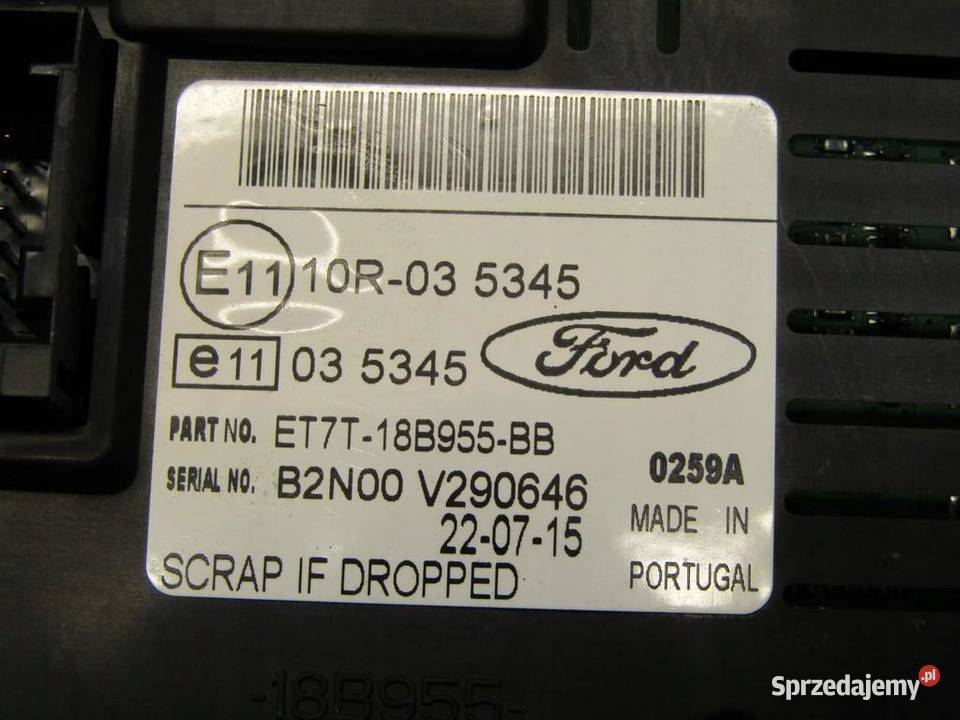 E11 10R-03 5345
e11 03 5345
Ford
PART NO. ET7T-18B955-BB
SERIAL NO. B2N00 V290646
0259A
22-07-15
MADE IN
PORTUGAL
SCRAP IF DROPPED
-18B955-
Sprzedajemy.pl